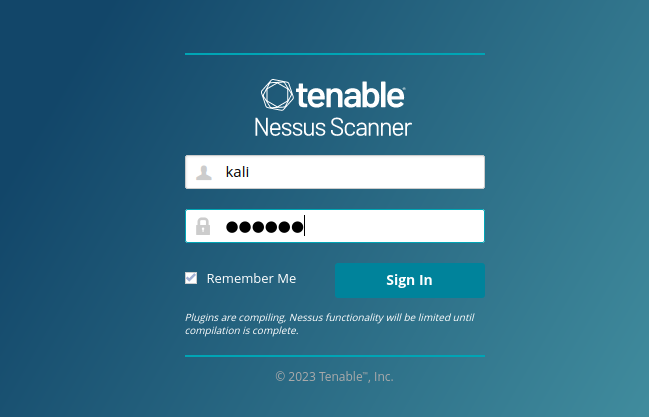 tenable®
Nessus Scanner
kali
●●●●●●
Remember Me
Sign In
Plugins are compiling, Nessus functionality will be limited until
compilation is complete.
© 2023 Tenable™, Inc.